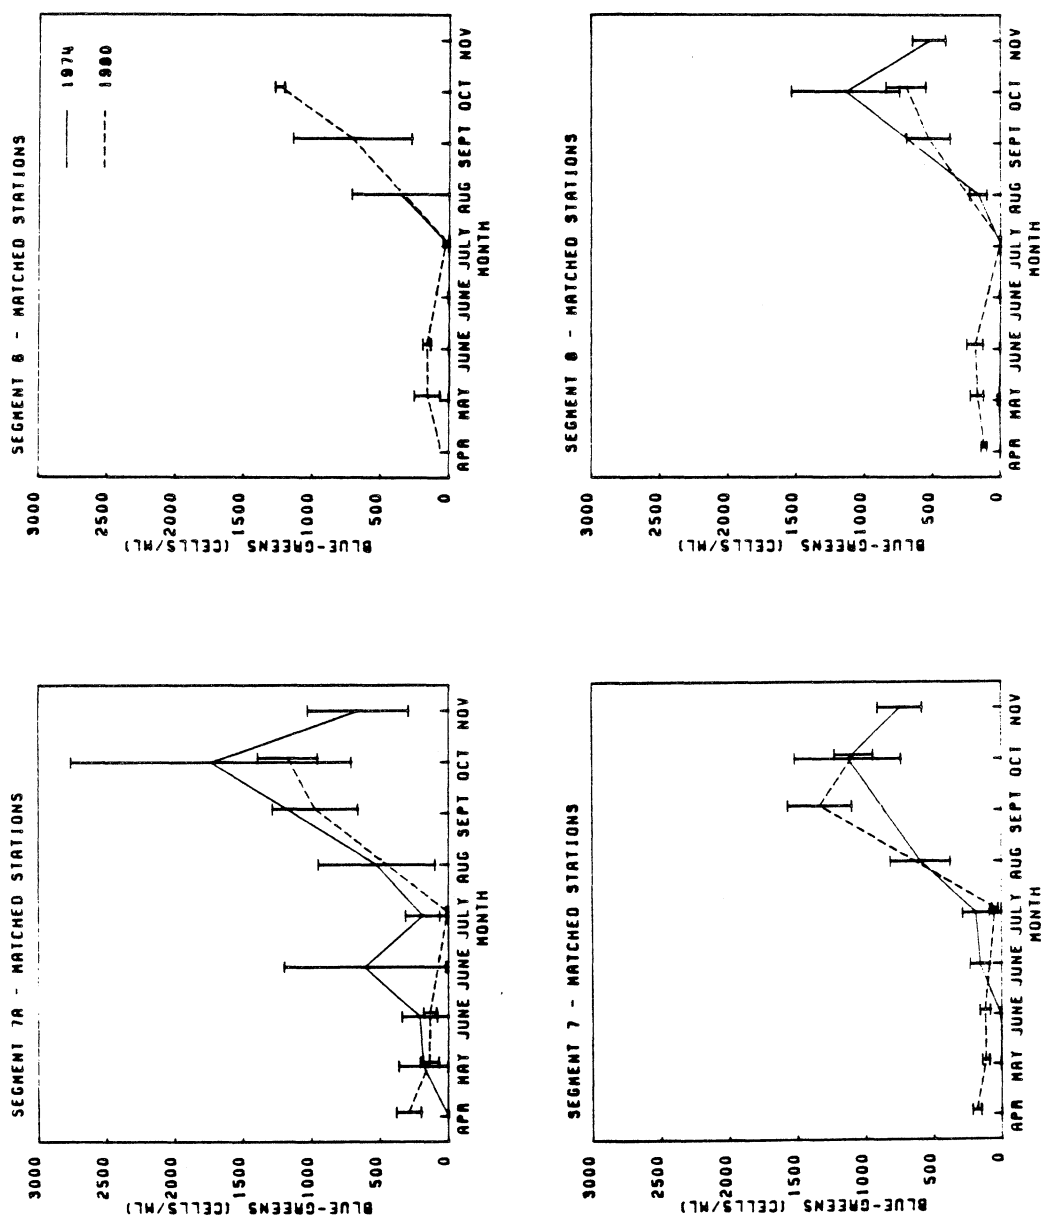 SEGMENT 7A - MATCHED STATIONS
BLUE-GREENS (CELLS/ML)
3000
2500
2000
1500
1000
500
0
APR MAY JUNE JUNE JULY AUG SEPT OCT NOV
MONTH
SEGMENT 6 - MATCHED STATIONS
1974
1980
BLUE-GREENS (CELLS/ML)
3000
2500
2000
1500
1000
500
0
APR MAY JUNE JUNE JULY AUG SEPT OCT NOV
MONTH
SEGMENT 7 - MATCHED STATIONS
BLUE-GREENS (CELLS/ML)
3000
2500
2000
1500
1000
500
0
APR MAY JUNE JUNE JULY AUG SEPT OCT NOV
MONTH
SEGMENT 8 - MATCHED STATIONS
BLUE-GREENS (CELLS/ML)
3000
2500
2000
1500
1000
500
0
APR MAY JUNE JUNE JULY AUG SEPT OCT NOV
MONTH